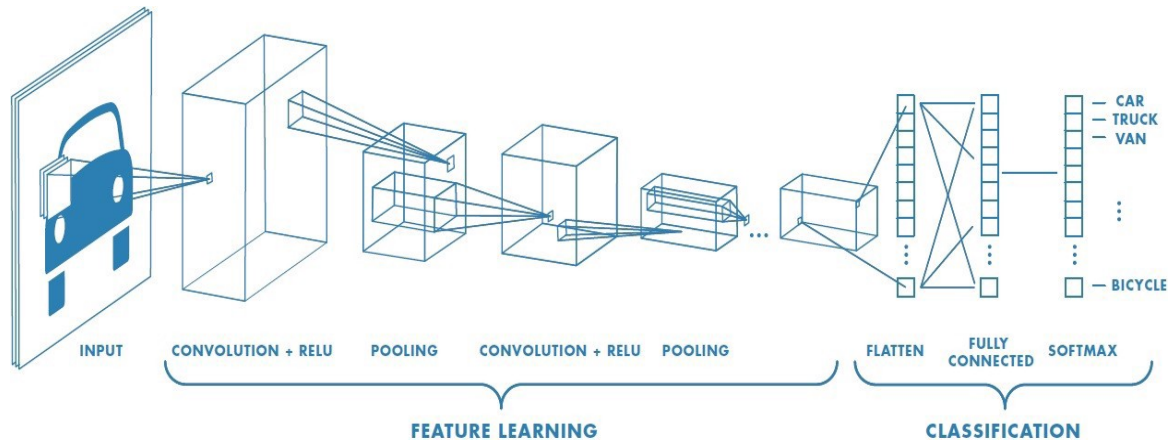 CAR
TRUCK
VAN
BICYCLE
INPUT
CONVOLUTION + RELU
POOLING
CONVOLUTION + RELU
POOLING
FLATTEN
FULLY
CONNECTED
SOFTMAX
FEATURE LEARNING
CLASSIFICATION